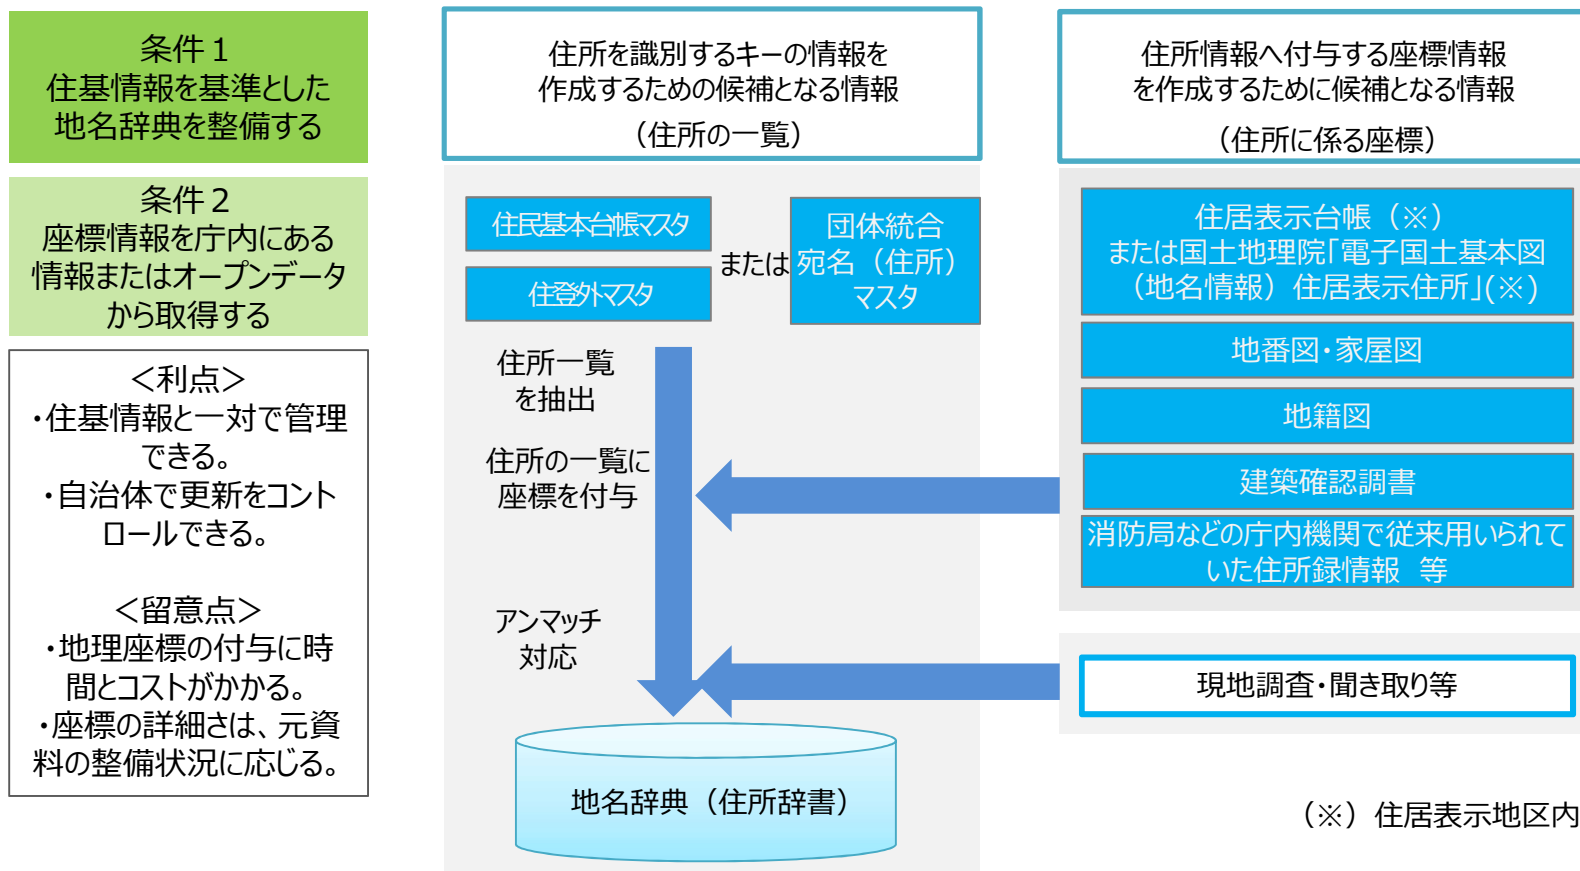 条件１
住基情報を基準とした
地名辞典を整備する
条件２
座標情報を庁内にある
情報またはオープンデータ
から取得する
＜利点＞
・住基情報と一対で管理
できる。
・自治体で更新をコント
ロールできる。
＜留意点＞
・地理座標の付与に時
間とコストがかかる。
・座標の詳細さは、元資
料の整備状況に応じる。
住所を識別するキーの情報を
作成するための候補となる情報
（住所の一覧）
住民基本台帳マスタ
住登外マスタ
または
団体統合
宛名（住所）
マスタ
住所一覧
を抽出
住所の一覧に
座標を付与
アンマッチ
対応
地名辞典（住所辞書）
住所情報へ付与する座標情報
を作成するために候補となる情報
（住所に係る座標）
住居表示台帳（※）
または国土地理院「電子国土基本図
（地名情報）住居表示住所」(※)
地番図・家屋図
地籍図
建築確認調書
消防局などの庁内機関で従来用いられて
いた住所録情報　等
現地調査・聞き取り等
（※）住居表示地区内